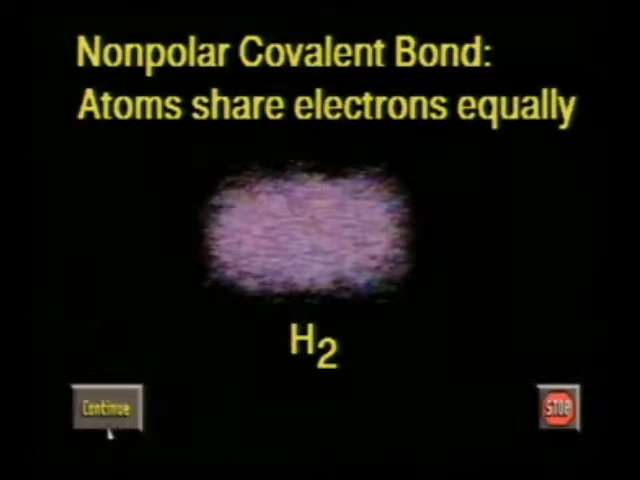 Nonpolar Covalent Bond:
Atoms share electrons equally
H2
Continue
STOP